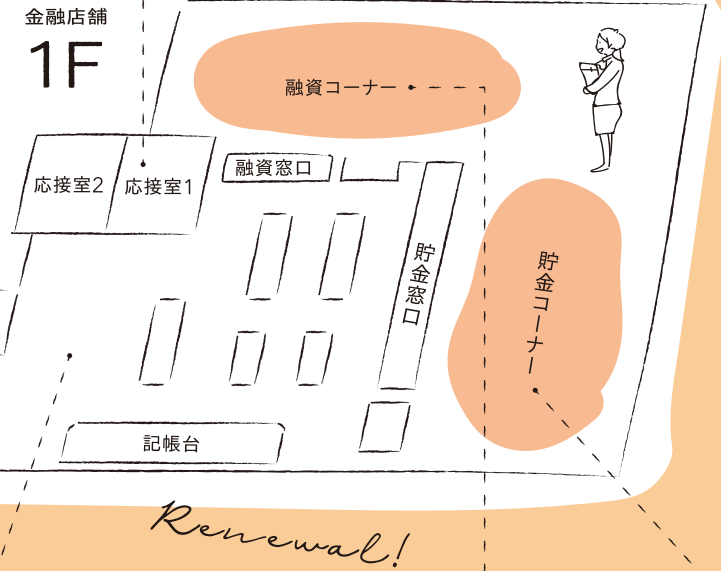 金融店舗
1F
融資コーナー
応接室2
応接室1
融資窓口
貯金窓口
貯金コーナー
記帳台
Renewal!